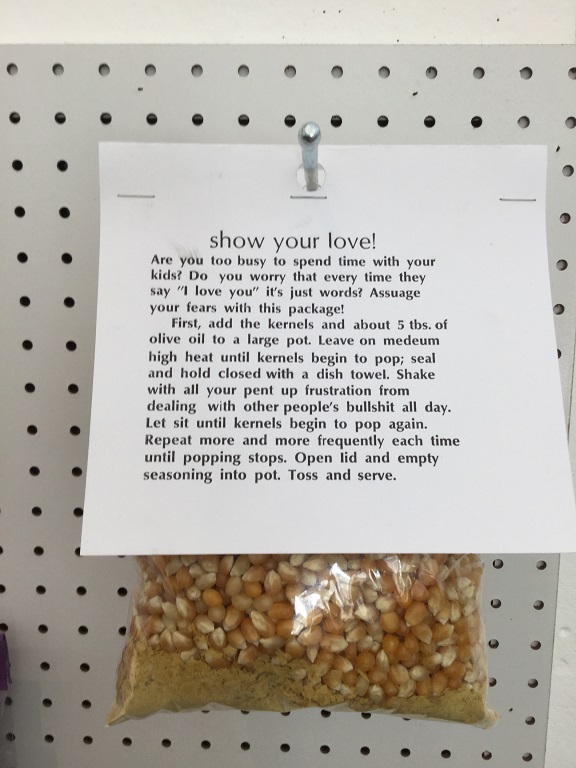 show your love!
Are you too busy to spend time with your
kids? Do you worry that every time they
say "I love you" it's just words? Assuage
your fears with this package!
First, add the kernels and about 5 tbs. of
olive oil to a large pot. Leave on medeum
high heat until kernels begin to pop; seal
and hold closed with a dish towel. Shake
with all your pent up frustration from
dealing with other people's bullshit all day.
Let sit until kernels begin to pop again.
Repeat more and more frequently each time
until popping stops. Open lid and empty
seasoning into pot. Toss and serve.